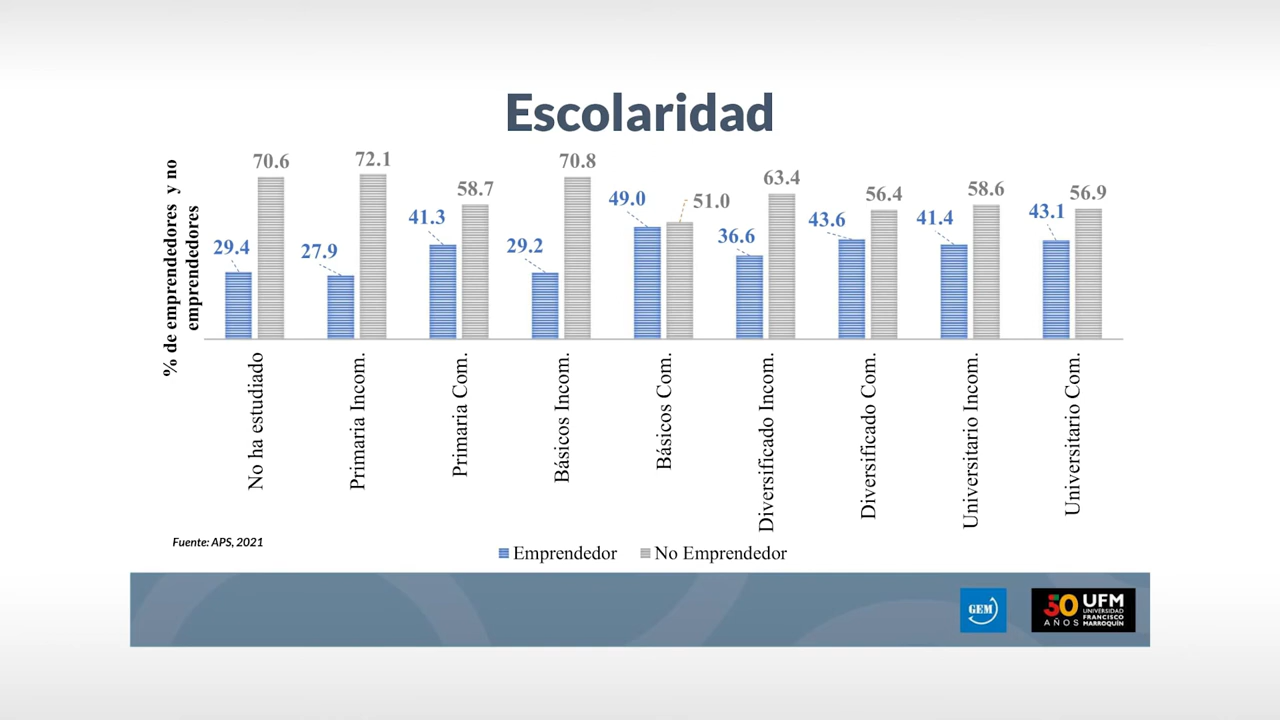 Escolaridad
% de emprendedores y no
emprendedores
29.4
70.6
27.9
72.1
41.3
58.7
29.2
70.8
49.0
51.0
36.6
63.4
43.6
56.4
41.4
58.6
43.1
56.9
No ha estudiado
Primaria Incom.
Primaria Com.
Básicos Incom.
Básicos Com.
Diversificado Incom.
Diversificado Com.
Universitario Incom.
Universitario Com.
Fuente: APS, 2021
Emprendedor
No Emprendedor
GEM
50
AÑOS
UFM
UNIVERSIDAD
FRANCISCO
MARROQUÍN